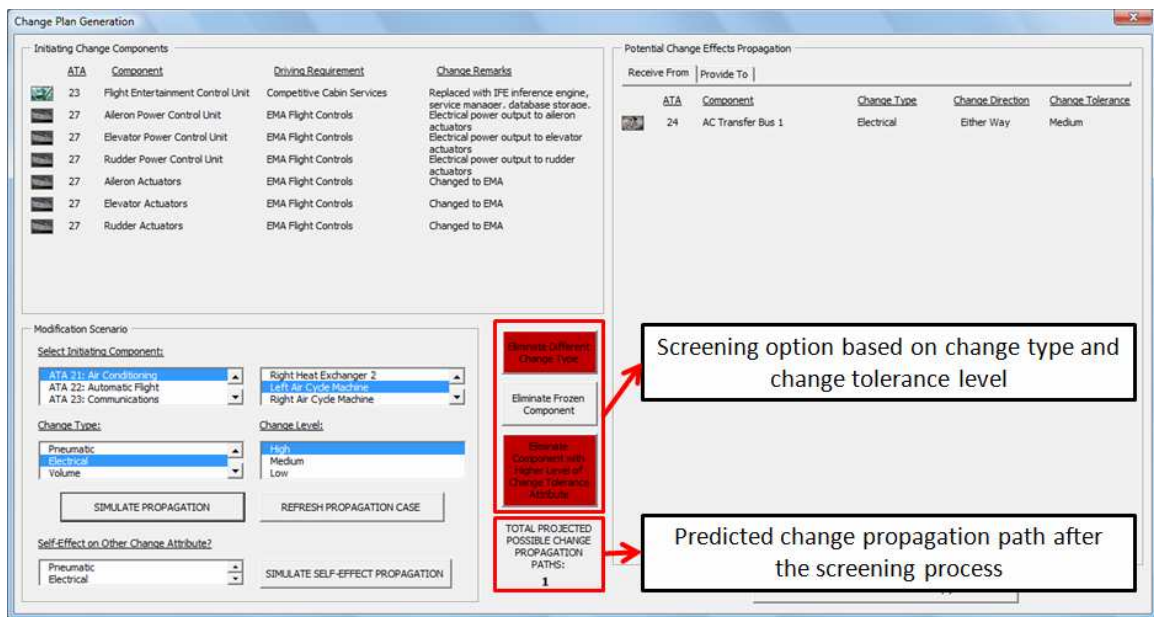 Change Plan Generation
Initiating Change Components
ATA Component Driving Requirement Change Remarks
23 Flight Entertainment Control Unit Competitive Cabin Services Replaced with IFE inference engine,
service manager, database storage.
27 Aileron Power Control Unit EMA Flight Controls Electrical power output to aileron
actuators
27 Elevator Power Control Unit EMA Flight Controls Electrical power output to elevator
actuators
27 Rudder Power Control Unit EMA Flight Controls Electrical power output to rudder
actuators
27 Aileron Actuators EMA Flight Controls Changed to EMA
27 Elevator Actuators EMA Flight Controls Changed to EMA
27 Rudder Actuators EMA Flight Controls Changed to EMA
Potential Change Effects Propagation
Receive From Provide To
ATA Component Change Type Change Direction Change Tolerance
24 AC Transfer Bus 1 Electrical Either Way Medium
Modification Scenario
Select Initiating Component:
ATA 21: Air Conditioning
ATA 22: Automatic Flight
ATA 23: Communications
Right Heat Exchanger 2
Left Air Cycle Machine
Right Air Cycle Machine
Change Type:
Pneumatic
Electrical
Volume
Change Level:
High
Medium
Low
SIMULATE PROPAGATION
REFRESH PROPAGATION CASE
Self-Effect on Other Change Attribute?
Pneumatic
Electrical
SIMULATE SELF-EFFECT PROPAGATION
Eliminate Different
Change Type
Eliminate Frozen
Component
Eliminate
Component with
Higher Level of
Change Tolerance
Attribute
TOTAL PROJECTED
POSSIBLE CHANGE
PROPAGATION
PATHS:
1
Screening option based on change type and
change tolerance level
Predicted change propagation path after
the screening process